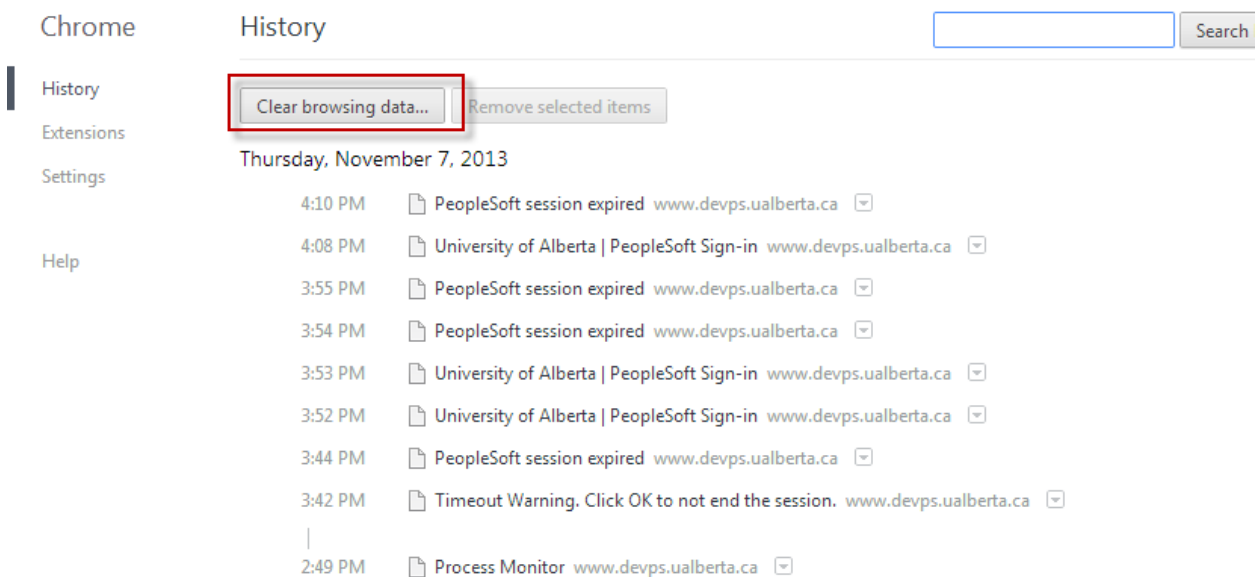 Chrome History Search
History
Clear browsing data... Remove selected items
Extensions
Thursday, November 7, 2013
Settings
4:10 PM PeopleSoft session expired www.devps.ualberta.ca
4:08 PM University of Alberta | PeopleSoft Sign-in www.devps.ualberta.ca
Help
3:55 PM PeopleSoft session expired www.devps.ualberta.ca
3:54 PM PeopleSoft session expired www.devps.ualberta.ca
3:53 PM University of Alberta | PeopleSoft Sign-in www.devps.ualberta.ca
3:52 PM University of Alberta | PeopleSoft Sign-in www.devps.ualberta.ca
3:44 PM PeopleSoft session expired www.devps.ualberta.ca
3:42 PM Timeout Warning. Click OK to not end the session. www.devps.ualberta.ca
2:49 PM Process Monitor www.devps.ualberta.ca